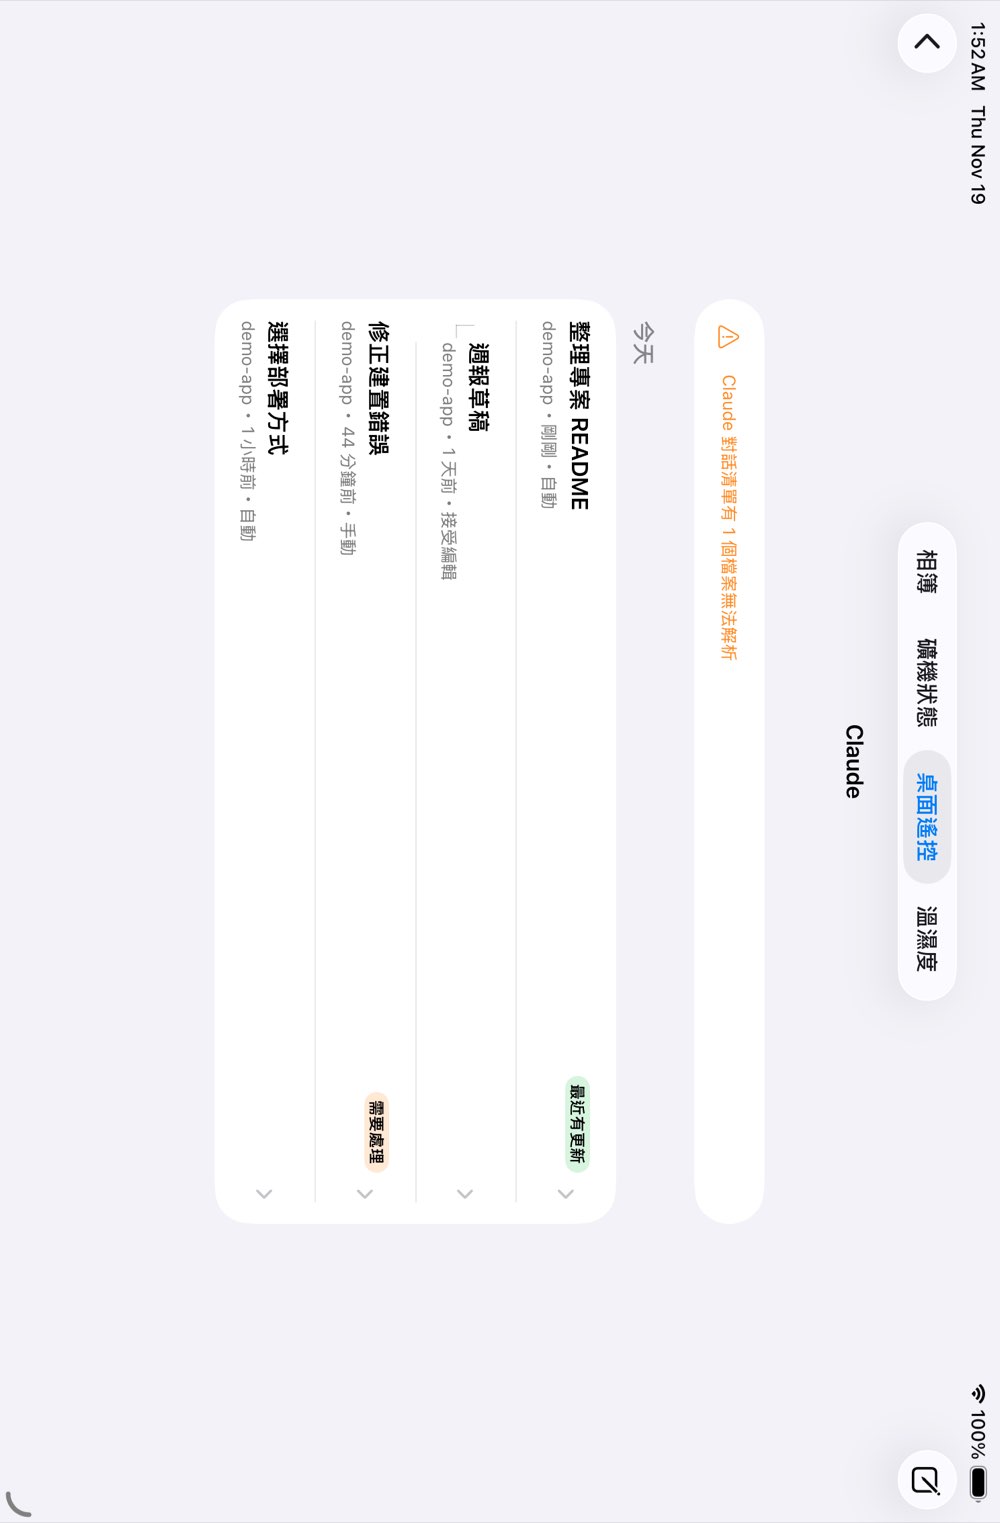 1:52 AM Thu Nov 19
100%
相簿 礦機狀態 桌面遙控 溫濕度
Claude
Claude 對話清單有 1 個檔案無法解析
今天
整理專案 README
最近有更新
demo-app・剛剛・自動
週報草稿
demo-app・1 天前・接受編輯
修正建置錯誤
需要處理
demo-app・44 分鐘前・手動
選擇部署方式
demo-app・1 小時前・自動